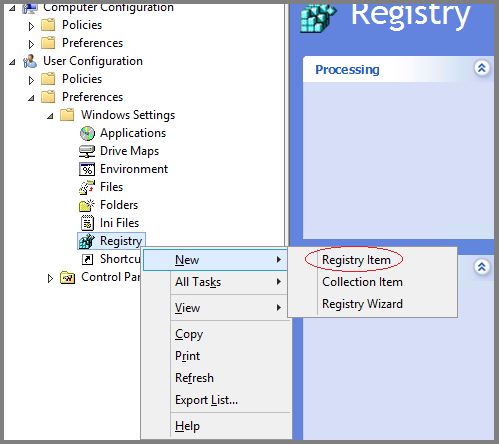 Computer Configuration
Policies
Preferences
User Configuration
Policies
Preferences
Windows Settings
Applications
Drive Maps
Environment
Files
Folders
Ini Files
Registry
Shortcu
Control Pan
New
All Tasks
View
Copy
Print
Refresh
Export List...
Help
Registry Item
Collection Item
Registry Wizard
Registry
Processing